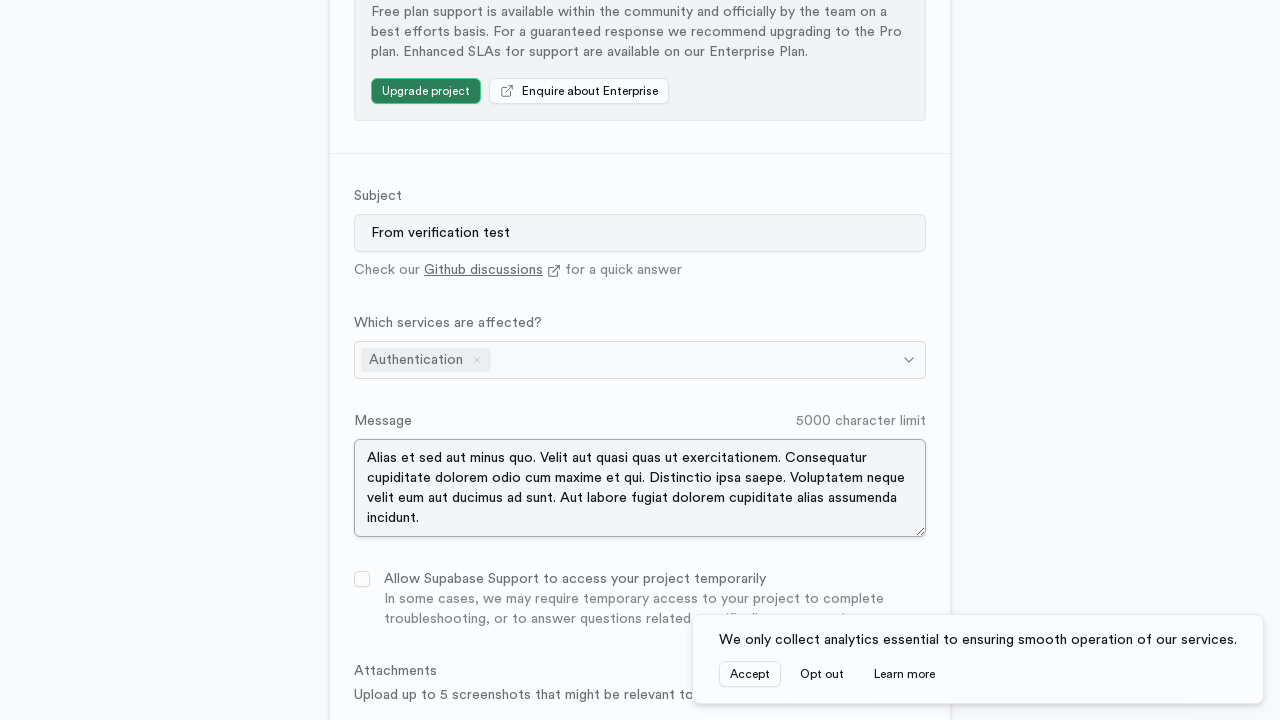 Free plan support is available within the community and officially by the team on a
best efforts basis. For a guaranteed response we recommend upgrading to the Pro
plan. Enhanced SLAs for support are available on our Enterprise Plan.
Upgrade project
Enquire about Enterprise
Subject
From verification test
Check our Github discussions for a quick answer
Which services are affected?
Authentication
Message
5000 character limit
Alias et sed aut minus quo. Velit aut quasi quas ut exercitationem. Consequatur
cupiditate dolorem odio cum maxime et qui. Distinctio ipsa saepe. Voluptatem neque
velit eum aut ducimus ad sunt. Aut labore fugiat dolorem cupiditate alias assumenda
incidunt.
Allow Supabase Support to access your project temporarily
In some cases, we may require temporary access to your project to complete
troubleshooting, or to answer questions related
Attachments
Upload up to 5 screenshots that might be relevant to
We only collect analytics essential to ensuring smooth operation of our services.
Accept
Opt out
Learn more